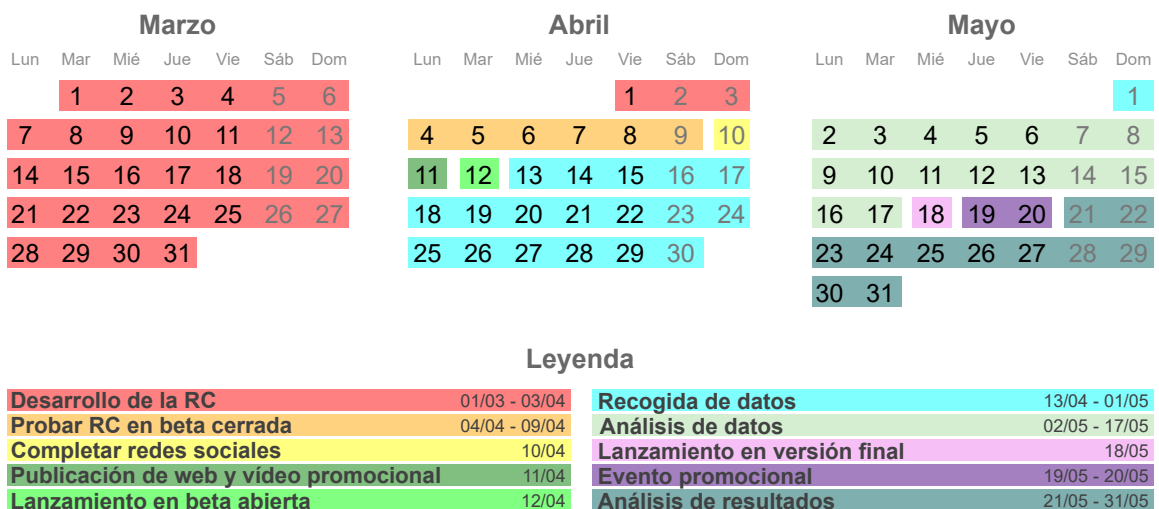 Marzo Abril Mayo
Lun Mar Mié Jue Vie Sáb Dom Lun Mar Mié Jue Vie Sáb Dom Lun Mar Mié Jue Vie Sáb Dom
1 2 3 4 5 6 1 2 3 1
7 8 9 10 11 12 13 4 5 6 7 8 9 10 2 3 4 5 6 7 8
14 15 16 17 18 19 20 11 12 13 14 15 16 17 9 10 11 12 13 14 15
21 22 23 24 25 26 27 18 19 20 21 22 23 24 16 17 18 19 20 21 22
28 29 30 31 25 26 27 28 29 30 23 24 25 26 27 28 29
30 31
Leyenda
Desarrollo de la RC 01/03 - 03/04 Recogida de datos 13/04 - 01/05
Probar RC en beta cerrada 04/04 - 09/04 Análisis de datos 02/05 - 17/05
Completar redes sociales 10/04 Lanzamiento en versión final 18/05
Publicación de web y vídeo promocional 11/04 Evento promocional 19/05 - 20/05
Lanzamiento en beta abierta 12/04 Análisis de resultados 21/05 - 31/05